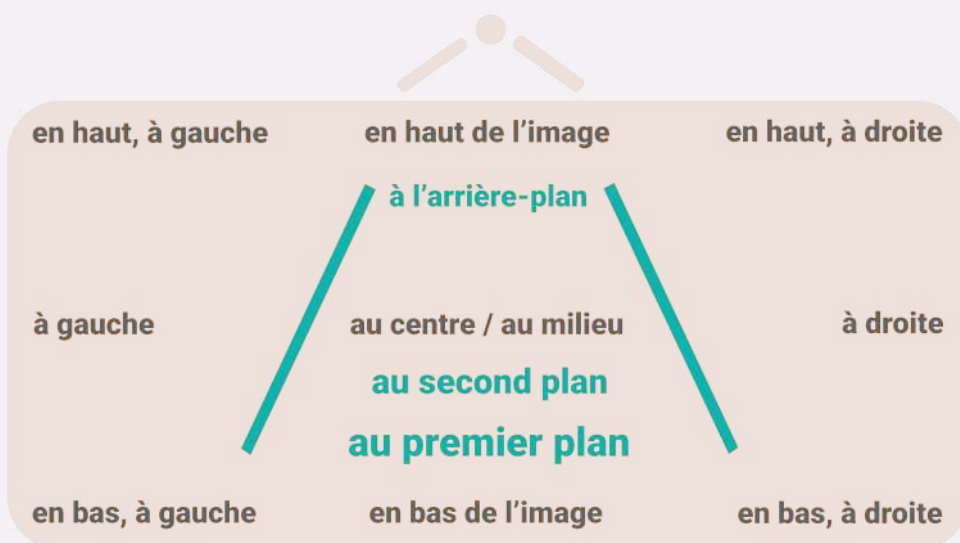 en haut, à gauche en haut de l’image en haut, à droite
à l’arrière-plan
à gauche au centre / au milieu à droite
au second plan
au premier plan
en bas, à gauche en bas de l’image en bas, à droite